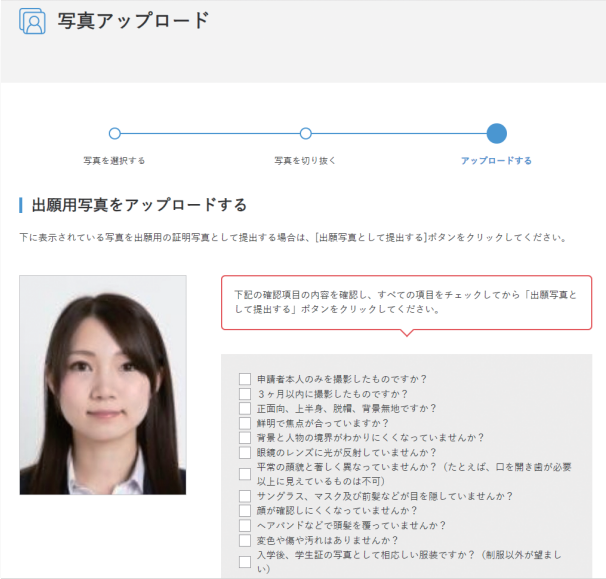 写真アップロード
写真を選択する
写真を切り抜く
アップロードする
出願用写真をアップロードする
下に表示されている写真を出願用の証明写真として提出する場合は、[出願写真として提出する]ボタンをクリックしてください。
下記の確認項目の内容を確認し、すべての項目をチェックしてから「出願写真と
して提出する」ボタンをクリックしてください。
申請者本人のみを撮影したものですか？
３ヶ月以内に撮影したものですか？
正面向、上半身、脱帽、背景無地ですか？
鮮明で焦点が合っていますか？
背景と人物の境界がわかりにくくなっていませんか？
眼鏡のレンズに光が反射していませんか？
平常の顔貌と著しく異なっていませんか？（たとえば、口を開き歯が必要
以上に見えているものは不可）
サングラス、マスク及び前髪などが目を隠していませんか？
顔が確認しにくくなっていませんか？
ヘアバンドなどで頭髪を覆っていませんか？
変色や傷や汚れはありませんか？
入学後、学生証の写真として相応しい服装ですか？（制服以外が望まし
い）